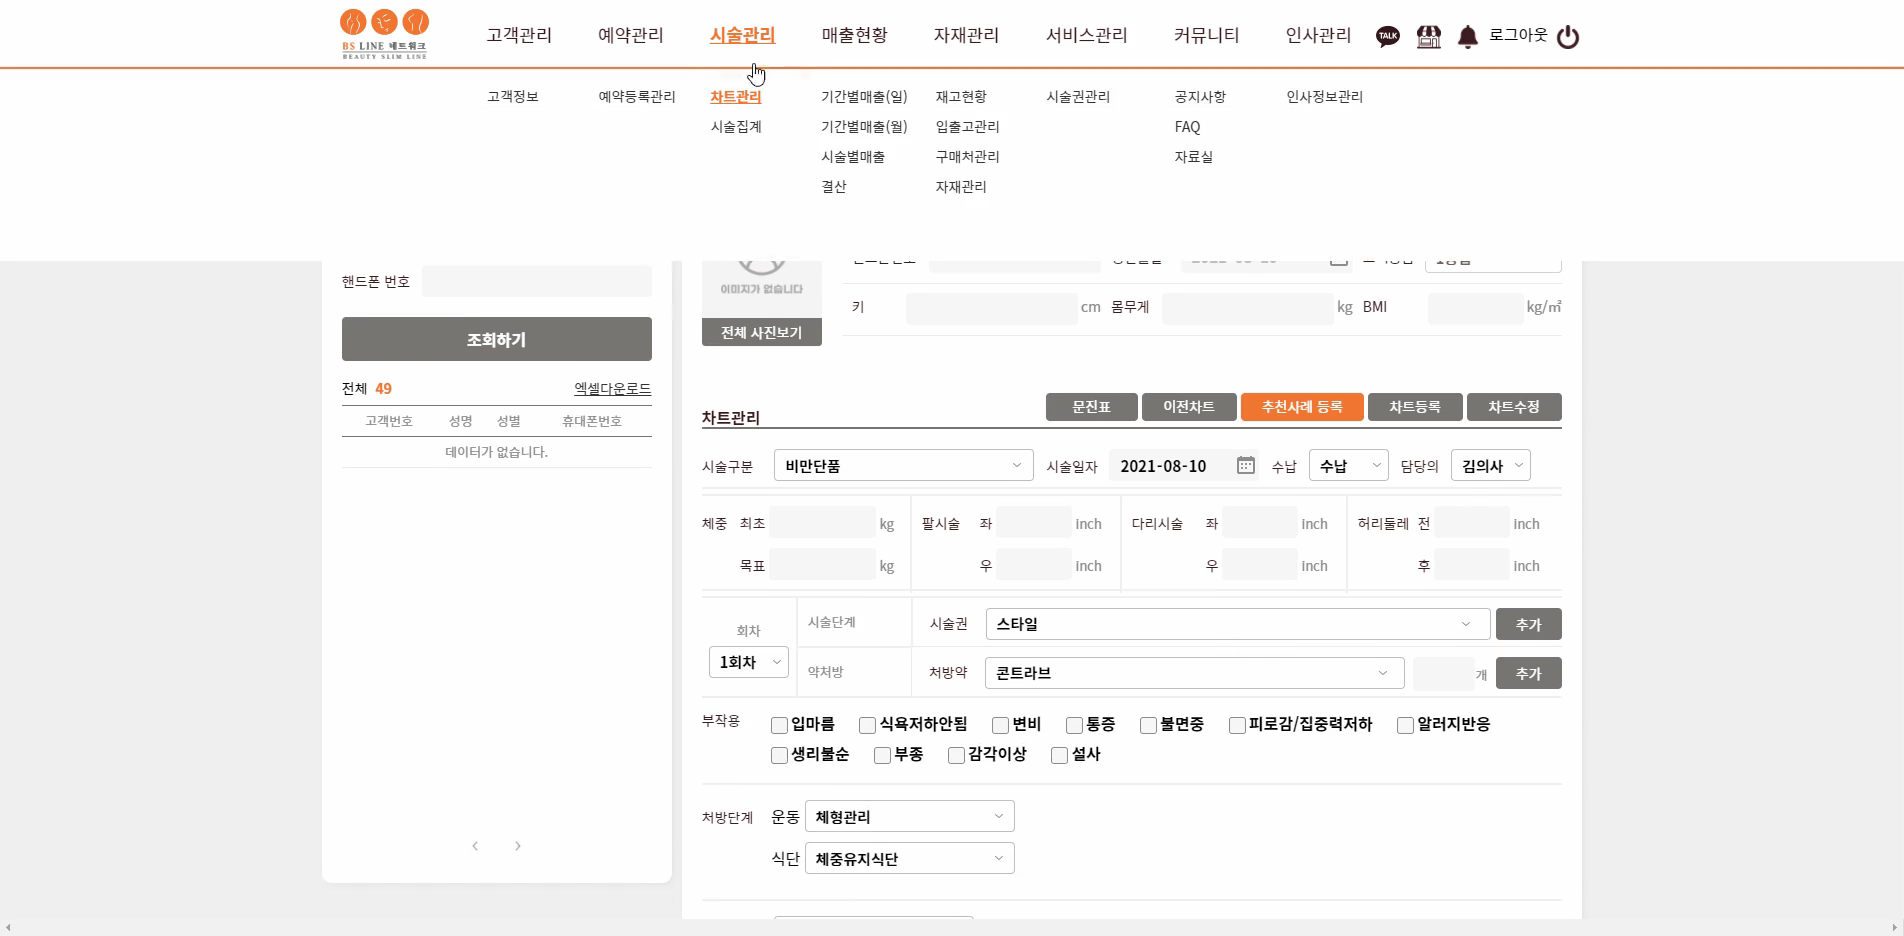 BS LINE 네트워크
BEAUTY SLIM LINE
고객관리 예약관리 시술관리 매출현황 자재관리 서비스관리 커뮤니티 인사관리 TALK 로그아웃
고객정보 예약등록관리 차트관리 기간별매출(일) 재고현황 시술권관리 공지사항 인사정보관리
시술집계 기간별매출(월) 입출고관리 FAQ
시술별매출 구매처관리 자료실
결산 자재관리
핸드폰 번호
조회하기
전체 49 엑셀다운로드
고객번호 성명 성별 휴대폰번호
데이터가 없습니다.
이미지가 없습니다
전체 사진보기
키 cm 몸무게 kg BMI kg/㎡
차트관리 문진표 이전차트 추천사례 등록 차트등록 차트수정
시술구분 비만단품 시술일자 2021-08-10 수납 수납 담당의 김의사
체중 최초 kg 팔시술 좌 inch 다리시술 좌 inch 허리둘레 전 inch
목표 kg 우 inch 우 inch 후 inch
회차 시술단계 시술권 스타일 추가
1회차 약처방 처방약 콘트라브 개 추가
부작용 입마름 식욕저하안됨 변비 통증 불면중 피로감/집중력저하 알러지반응
생리불순 부종 감각이상 설사
처방단계 운동 체형관리
식단 체중유지식단